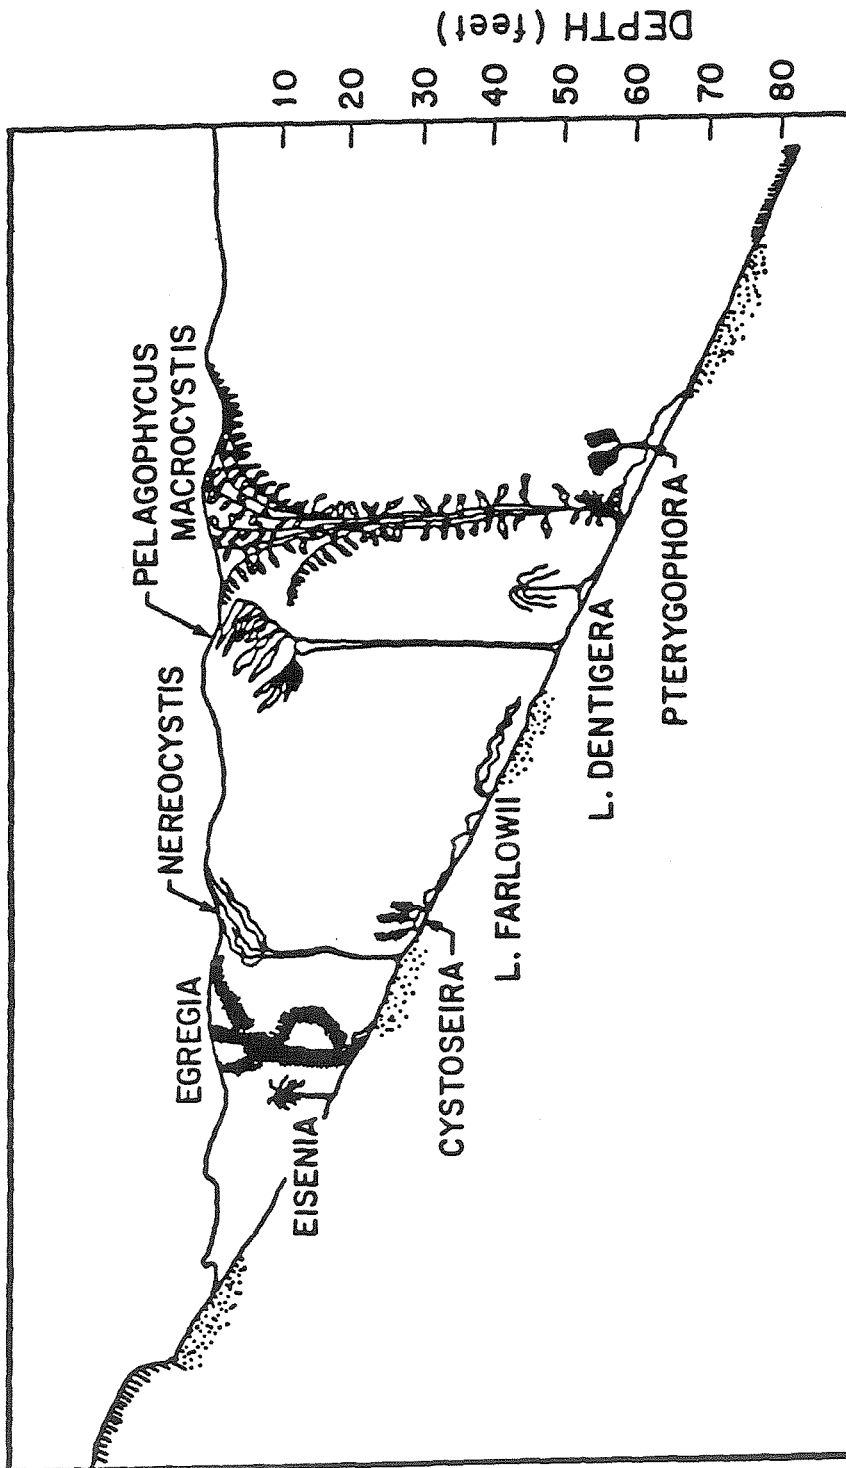 PELAGOPHYCUS
MACROCYSTIS
NEREOCYSTIS
EGREGIA
EISENIA
CYSTOSEIRA
L. FARLOWII
L. DENTIGERA
PTERYGOPHORA
10
20
30
40
50
60
70
80
DEPTH (feet)